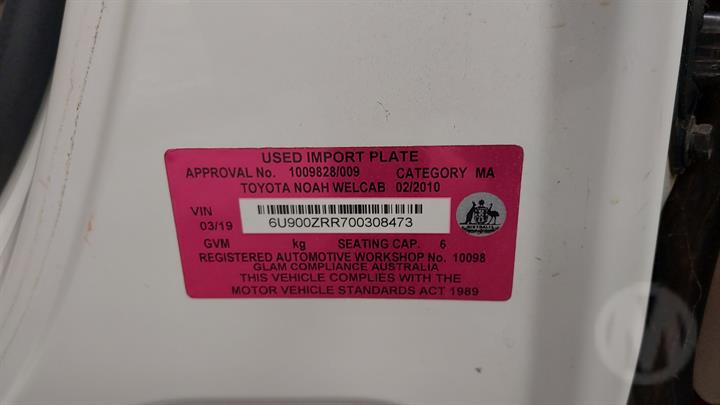 USED IMPORT PLATE
APPROVAL No. 1009828/009 CATEGORY MA
TOYOTA NOAH WELCAB 02/2010
VIN
03/19 6U900ZRR700308473
AUSTRALIA
GVM kg SEATING CAP. 6
REGISTERED AUTOMOTIVE WORKSHOP No. 10098
GLAM COMPLIANCE AUSTRALIA
THIS VEHICLE COMPLIES WITH THE
MOTOR VEHICLE STANDARDS ACT 1989
M